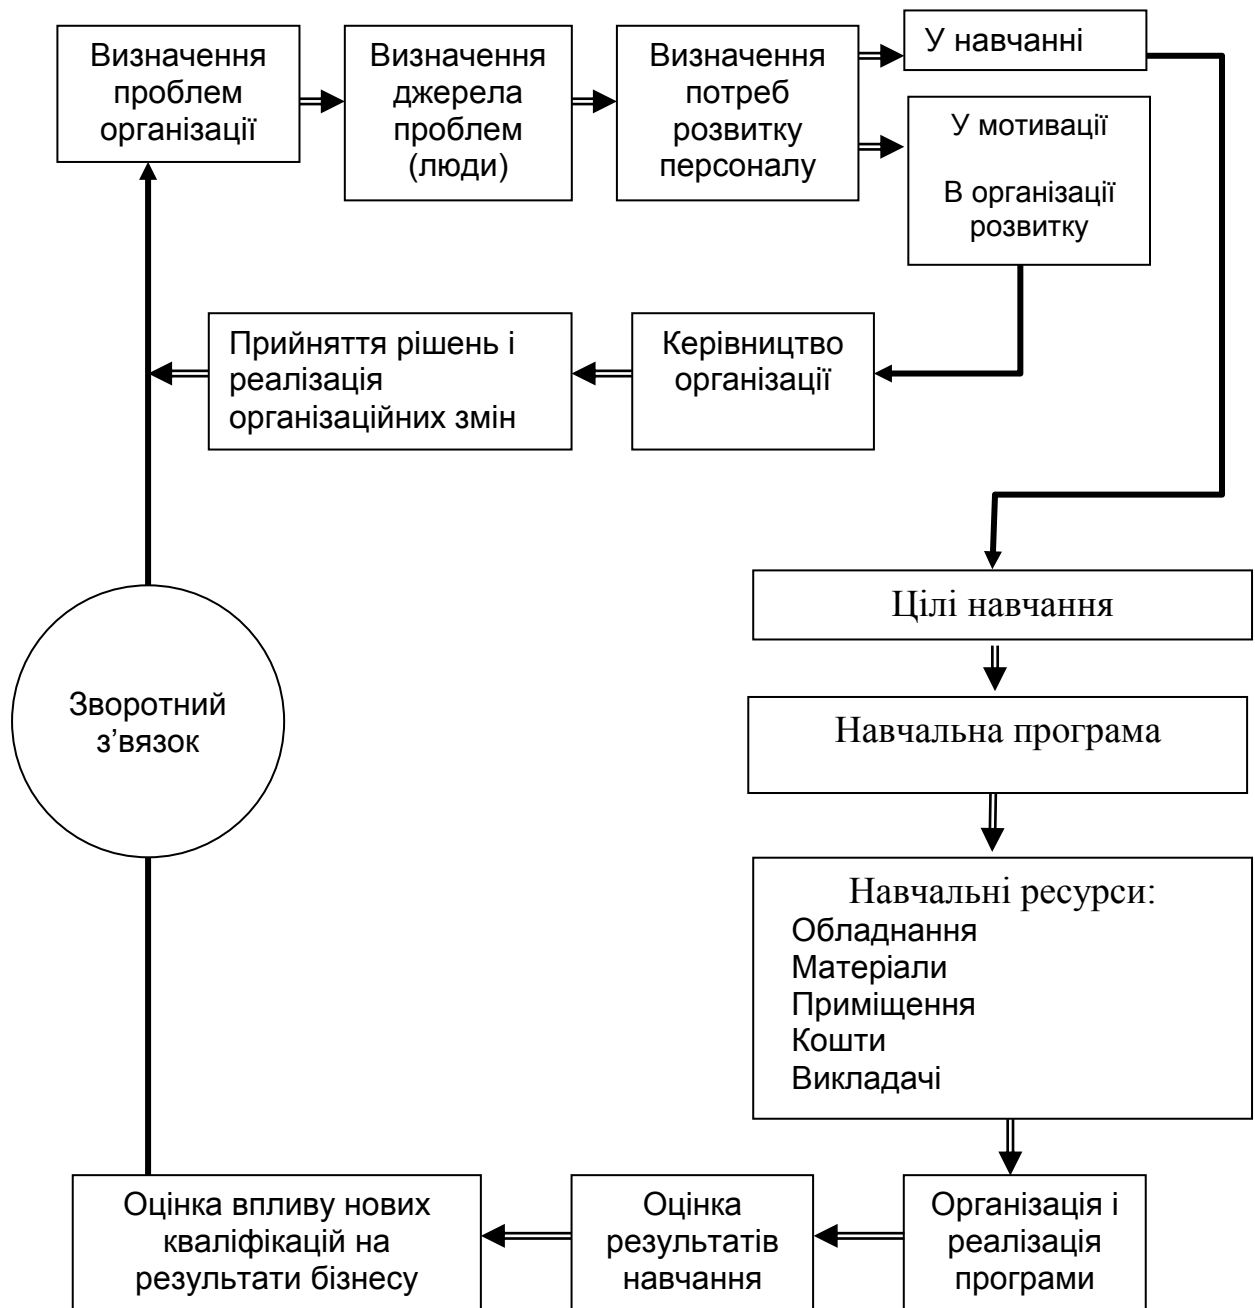 Визначення
проблем
організації
Визначення
джерела
проблем
(люди)
Визначення
потреб
розвитку
персоналу
У навчанні
У мотивації
В організації
розвитку
Прийняття рішень і
реалізація
організаційних змін
Керівництво
організації
Цілі навчання
Зворотний
з’вязок
Навчальна програма
Навчальні ресурси:
Обладнання
Матеріали
Приміщення
Кошти
Викладачі
Оцінка впливу нових
кваліфікацій на
результати бізнесу
Оцінка
результатів
навчання
Організація і
реалізація
програми